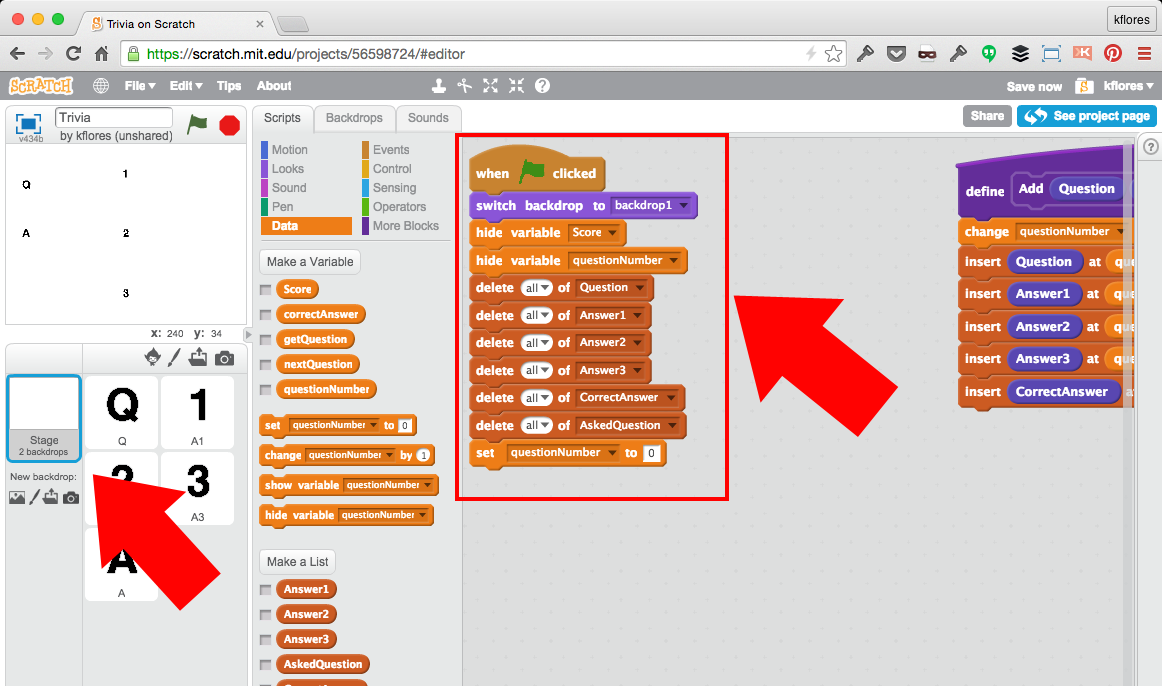 Trivia on Scratch
kflores
https://scratch.mit.edu/projects/56598724/#editor
SCRATCH
File
Edit
Tips
About
Save now
kflores
Trivia
by kflores (unshared)
v434b
Scripts
Backdrops
Sounds
Share
See project page
Q
1
A
2
3
x: 240 y: 34
Stage
2 backdrops
New backdrop:
Q
Q
1
A1
2
3
A3
A
A
Motion
Looks
Sound
Pen
Data
Events
Control
Sensing
Operators
More Blocks
Make a Variable
Score
correctAnswer
getQuestion
nextQuestion
questionNumber
set questionNumber to 0
change questionNumber by 1
show variable questionNumber
hide variable questionNumber
Make a List
Answer1
Answer2
Answer3
AskedQuestion
when clicked
switch backdrop to backdrop1
hide variable Score
hide variable questionNumber
delete all of Question
delete all of Answer1
delete all of Answer2
delete all of Answer3
delete all of CorrectAnswer
delete all of AskedQuestion
set questionNumber to 0
define Add Question
change questionNumber
insert Question at que
insert Answer1 at que
insert Answer2 at que
insert Answer3 at que
insert CorrectAnswer